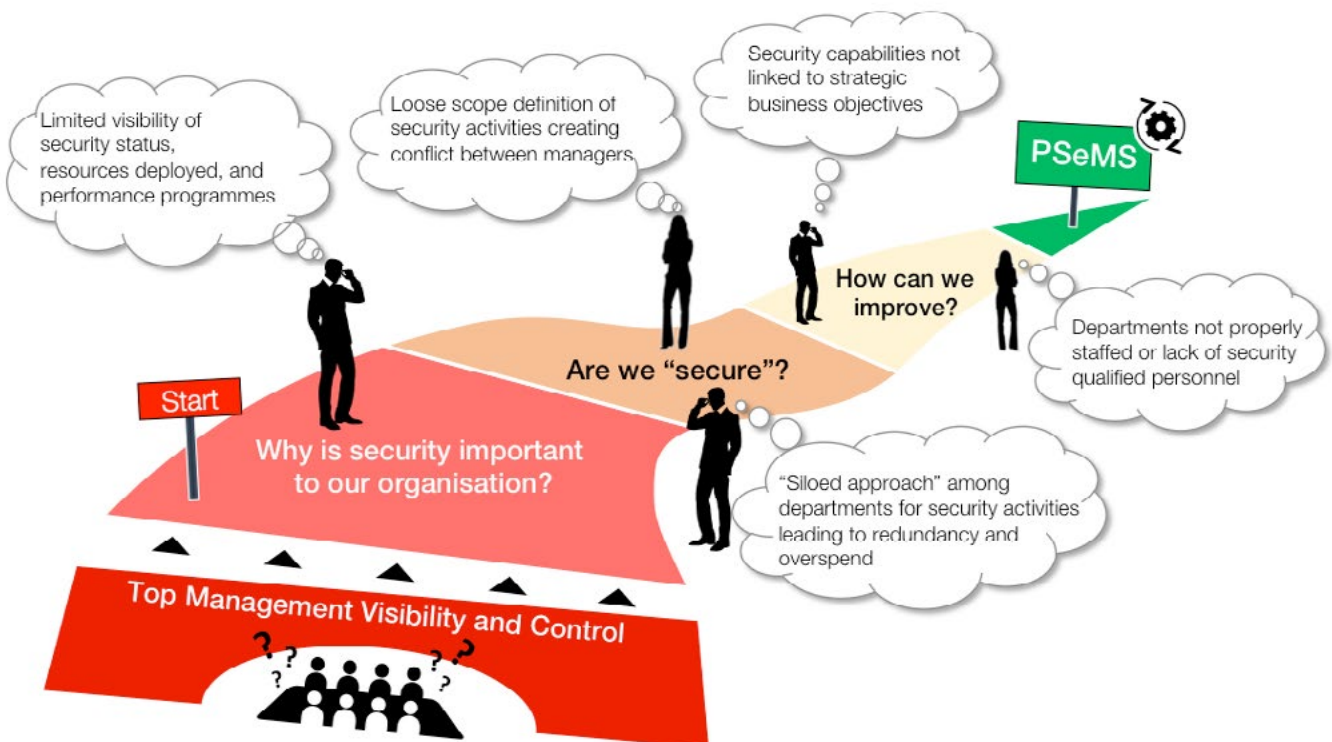 Limited visibility of
security status,
resources deployed, and
performance programmes
Loose scope definition of
security activities creating
conflict between managers
Security capabilities not
linked to strategic
business objectives
PSeMS
How can we
improve?
Departments not properly
staffed or lack of security
qualified personnel
Are we “secure”?
Start
Why is security important
to our organisation?
“Siloed approach” among
departments for security activities
leading to redundancy and
overspend
Top Management Visibility and Control
? ? ? ? ? ?